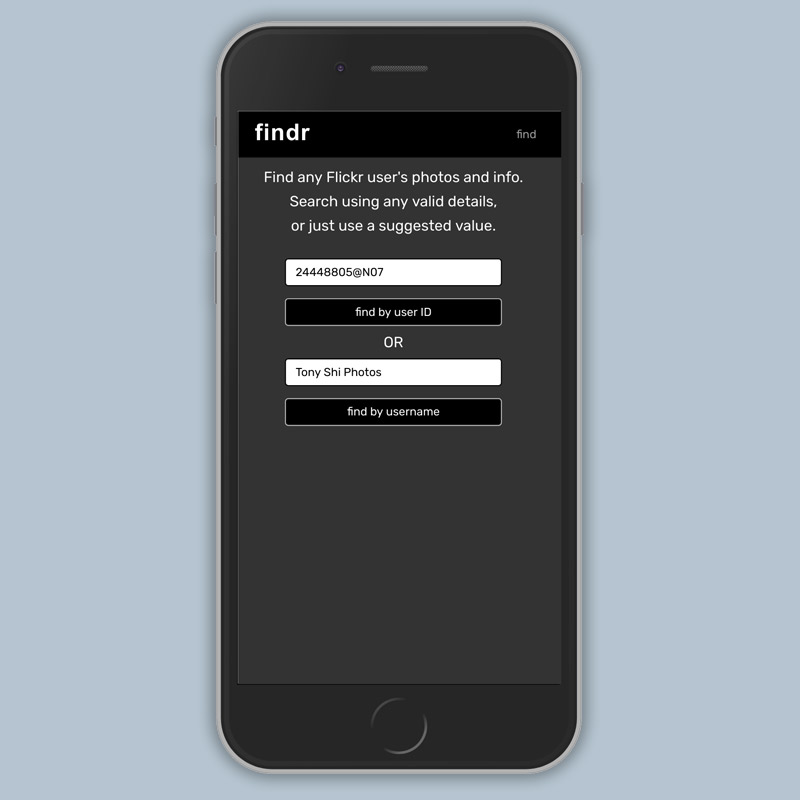 findr
find
Find any Flickr user's photos and info.
Search using any valid details,
or just use a suggested value.
24448805@N07
find by user ID
OR
Tony Shi Photos
find by username